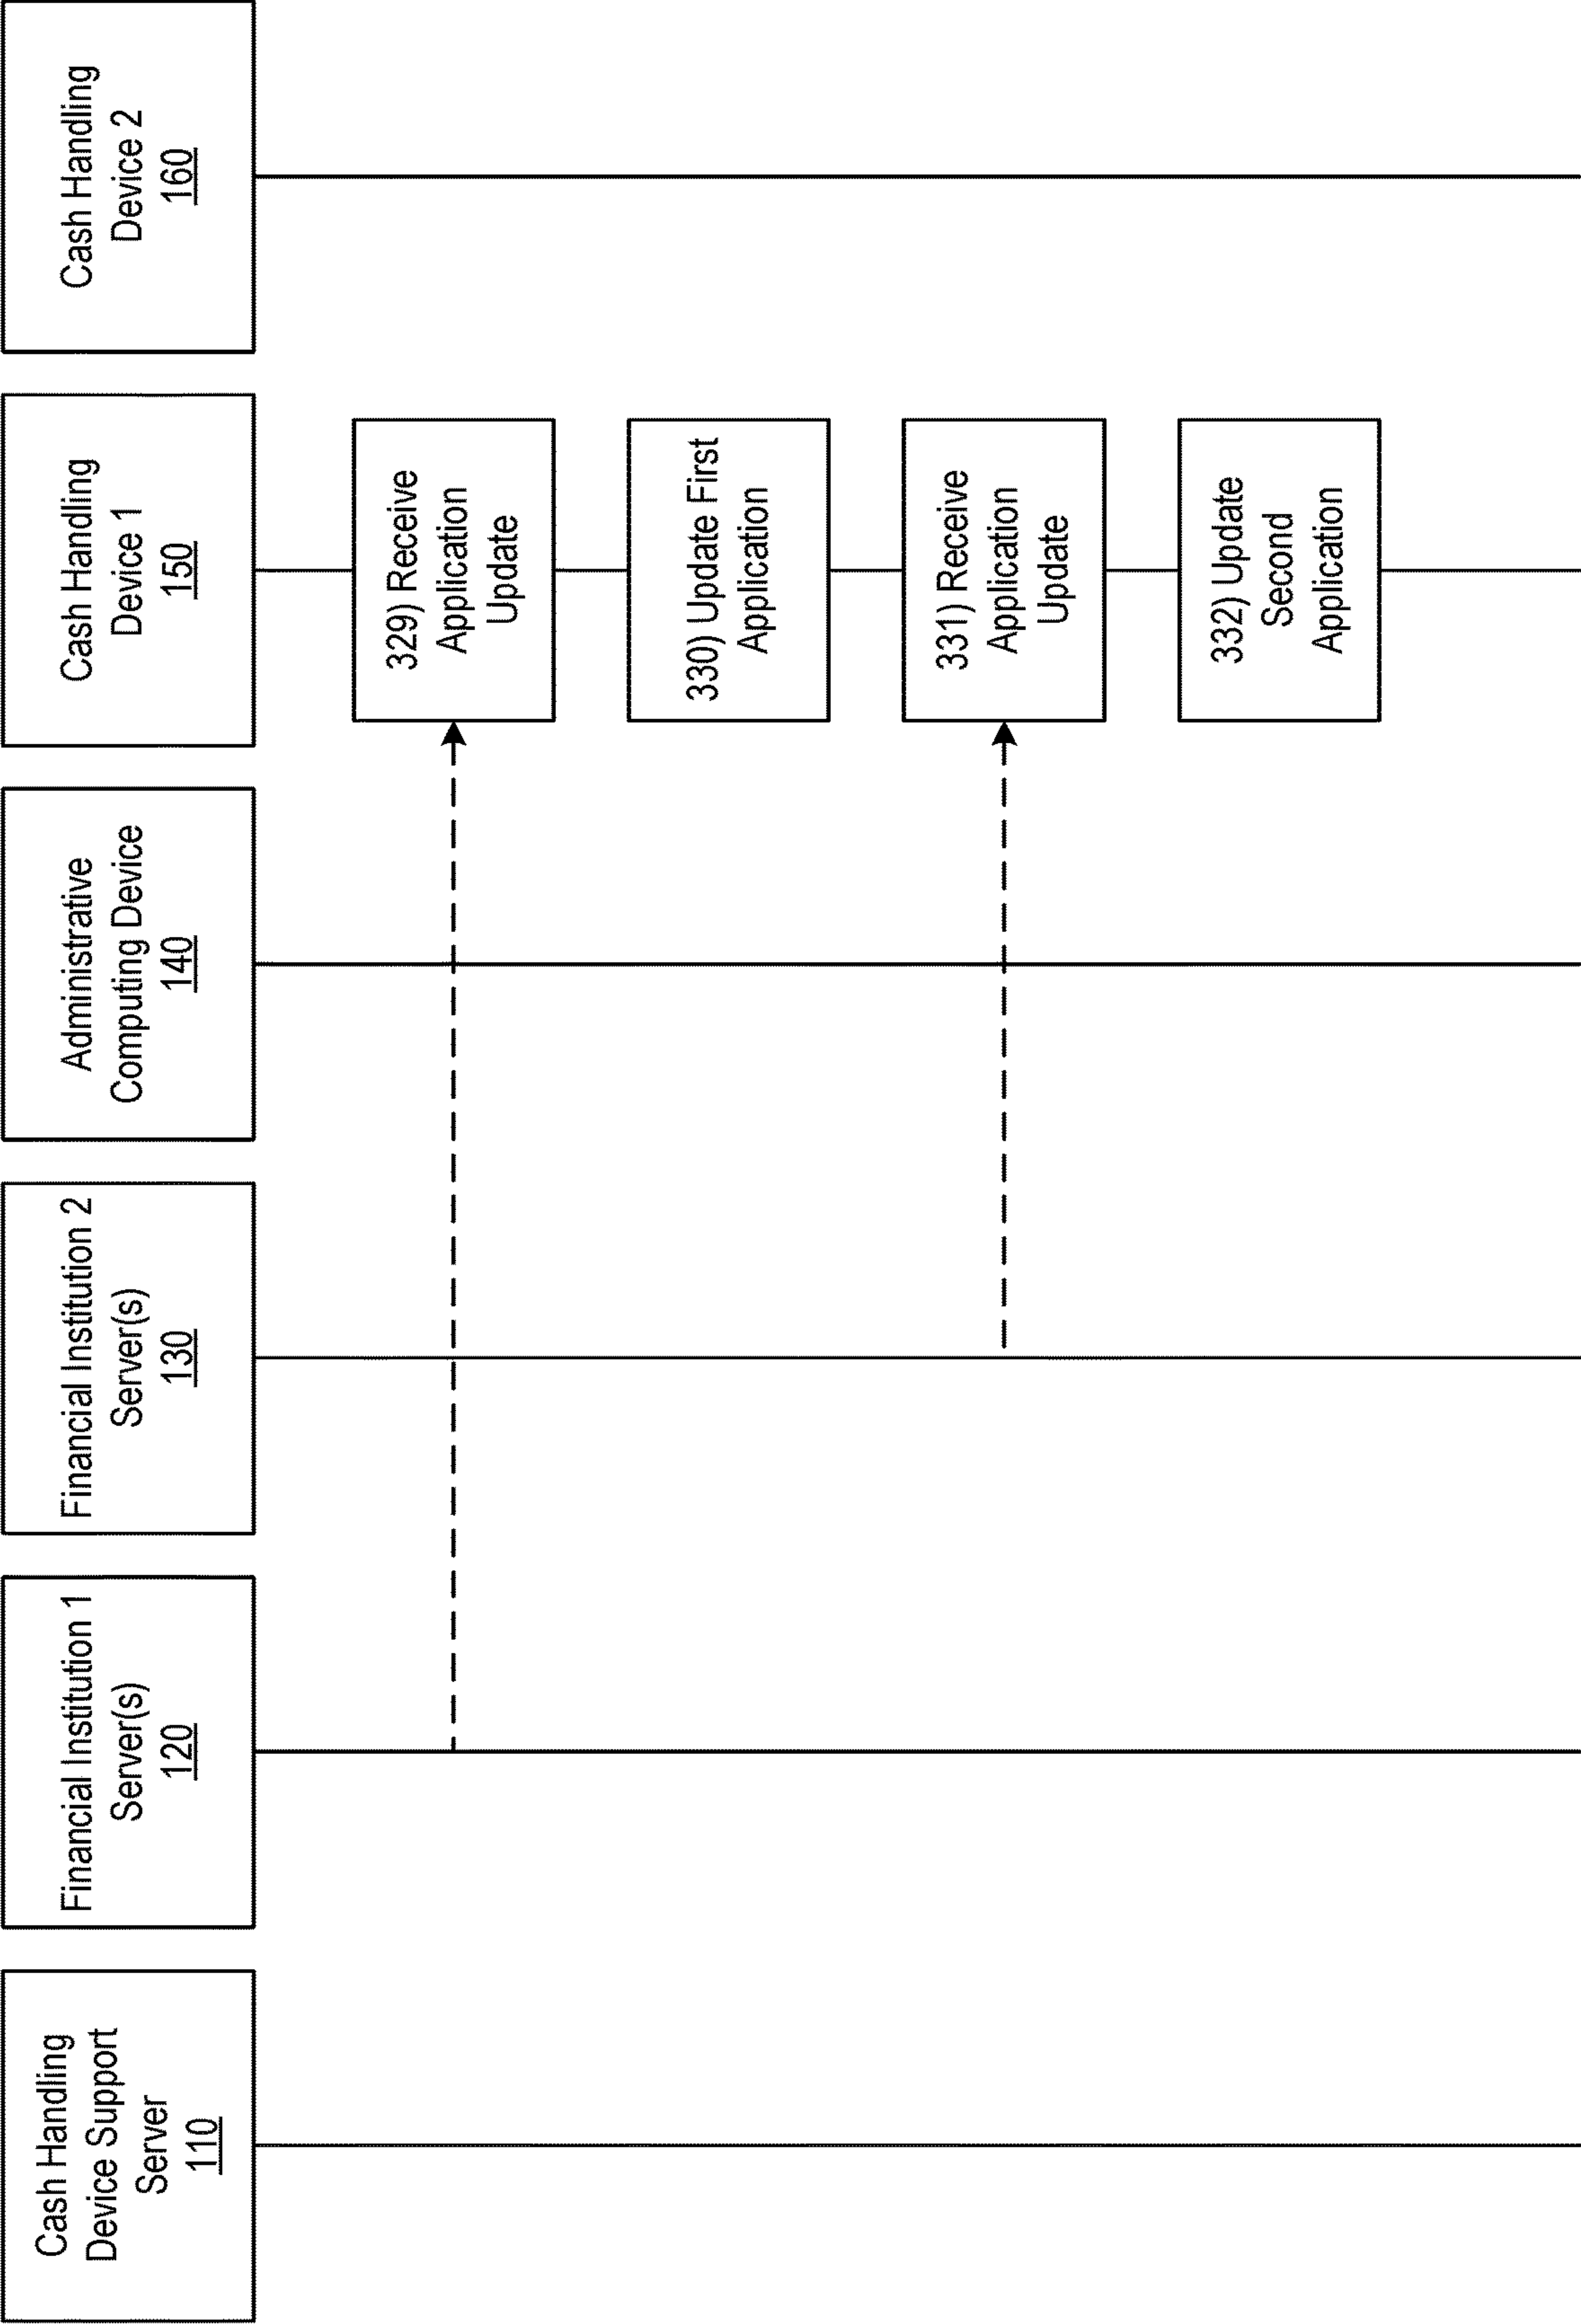 Cash Handling
Device Support
Server
110
Financial Institution 1
Server(s)
120
Financial Institution 2
Server(s)
130
Administrative
Computing Device
140
Cash Handling
Device 1
150
Cash Handling
Device 2
160
329) Receive
Application
Update
330) Update First
Application
331) Receive
Application
Update
332) Update
Second
Application